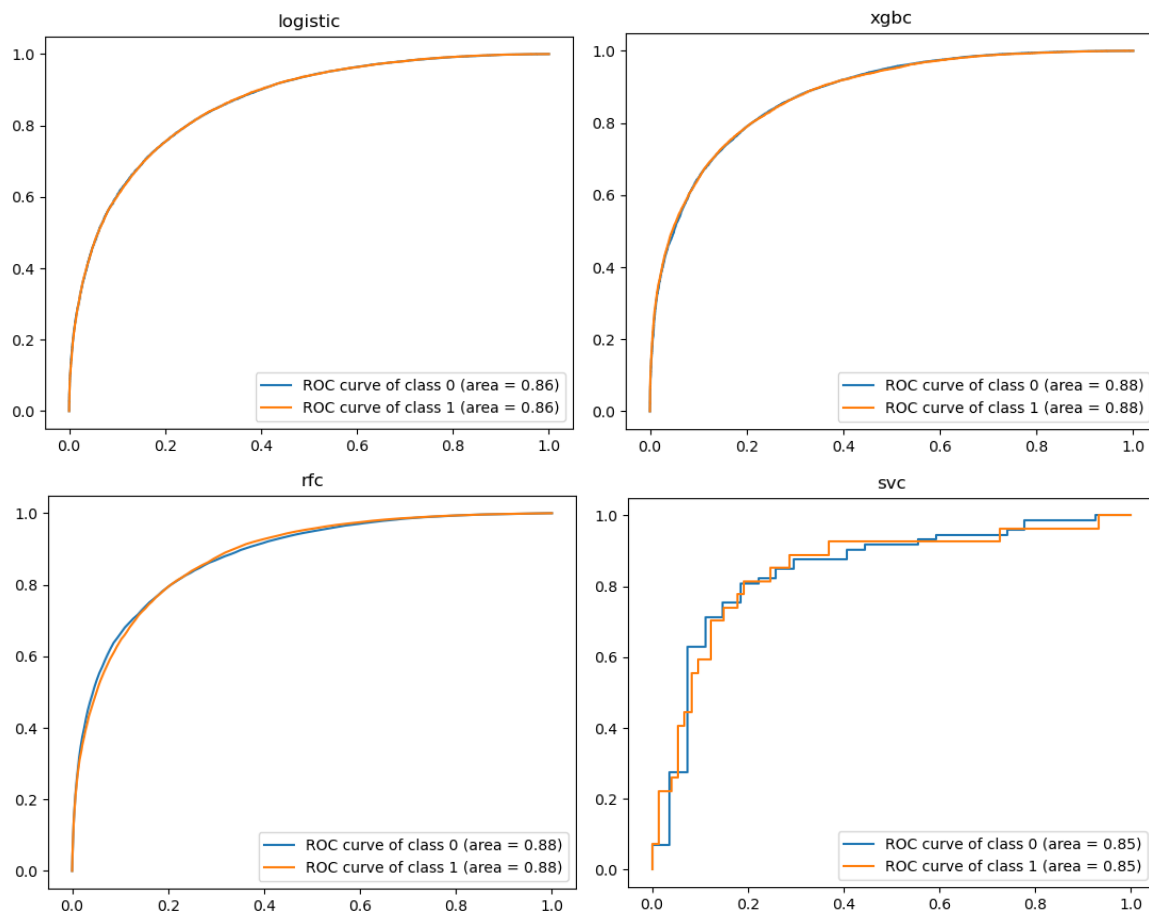 logistic
1.0
0.8
0.6
0.4
0.2
0.0
ROC curve of class 0 (area = 0.86)
ROC curve of class 1 (area = 0.86)
0.0 0.2 0.4 0.6 0.8 1.0
xgbc
1.0
0.8
0.6
0.4
0.2
0.0
ROC curve of class 0 (area = 0.88)
ROC curve of class 1 (area = 0.88)
0.0 0.2 0.4 0.6 0.8 1.0
rfc
1.0
0.8
0.6
0.4
0.2
0.0
ROC curve of class 0 (area = 0.88)
ROC curve of class 1 (area = 0.88)
0.0 0.2 0.4 0.6 0.8 1.0
svc
1.0
0.8
0.6
0.4
0.2
0.0
ROC curve of class 0 (area = 0.85)
ROC curve of class 1 (area = 0.85)
0.0 0.2 0.4 0.6 0.8 1.0